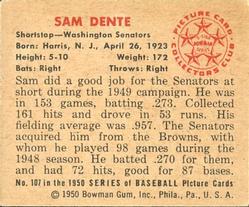 SAM DENTE
Shortstop—Washington Senators
Born: Harris, N. J., April 26, 1923
Height: 5-10 Weight: 172
Bats: Right Throws: Right
PICTURE CARD
COLLECTORS CLUB
Sam did a good job for the Senators at
short during the 1949 campaign. He was
in 153 games, batting .273. Collected
161 hits and drove in 53 runs. His
fielding average was .957. The Senators
acquired him from the Browns, with
whom he played 98 games during the
1948 season. He batted .270 for them,
and had 72 hits, good for 87 bases.
No. 107 in the 1950 SERIES of BASEBALL Picture Cards
©1950 Bowman Gum, Inc., Phila., Pa., U. S. A.